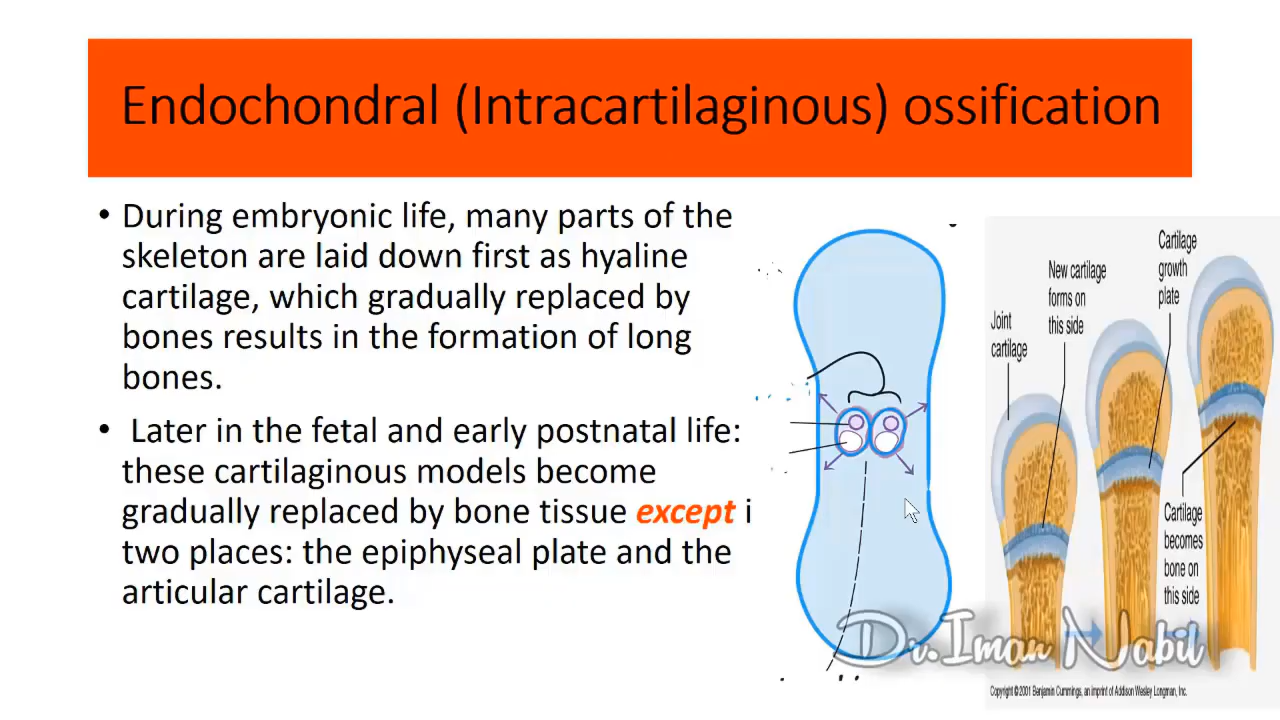 Endochondral (Intracartilaginous) ossification
• During embryonic life, many parts of the
skeleton are laid down first as hyaline
cartilage, which gradually replaced by
bones results in the formation of long
bones.
• Later in the fetal and early postnatal life:
these cartilaginous models become
gradually replaced by bone tissue except i
two places: the epiphyseal plate and the
articular cartilage.
Joint
cartilage
New cartilage
forms on
this side
Cartilage
growth
plate
Cartilage
becomes
bone on
this side
Dr.Iman Nabil
Copyright ©2001 Benjamin Cummings, an imprint of Addison Wesley Longman, Inc.